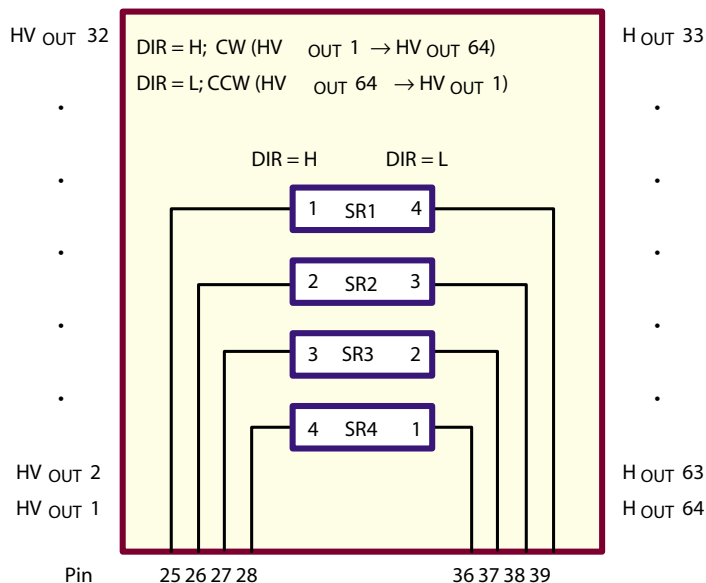 HV OUT 32
DIR = H; CW (HV OUT 1 → HV OUT 64)
H OUT 33
DIR = L; CCW (HV OUT 64 → HV OUT 1)
DIR = H DIR = L
1 SR1 4
2 SR2 3
3 SR3 2
4 SR4 1
HV OUT 2
H OUT 63
HV OUT 1
H OUT 64
Pin 25 26 27 28 36 37 38 39